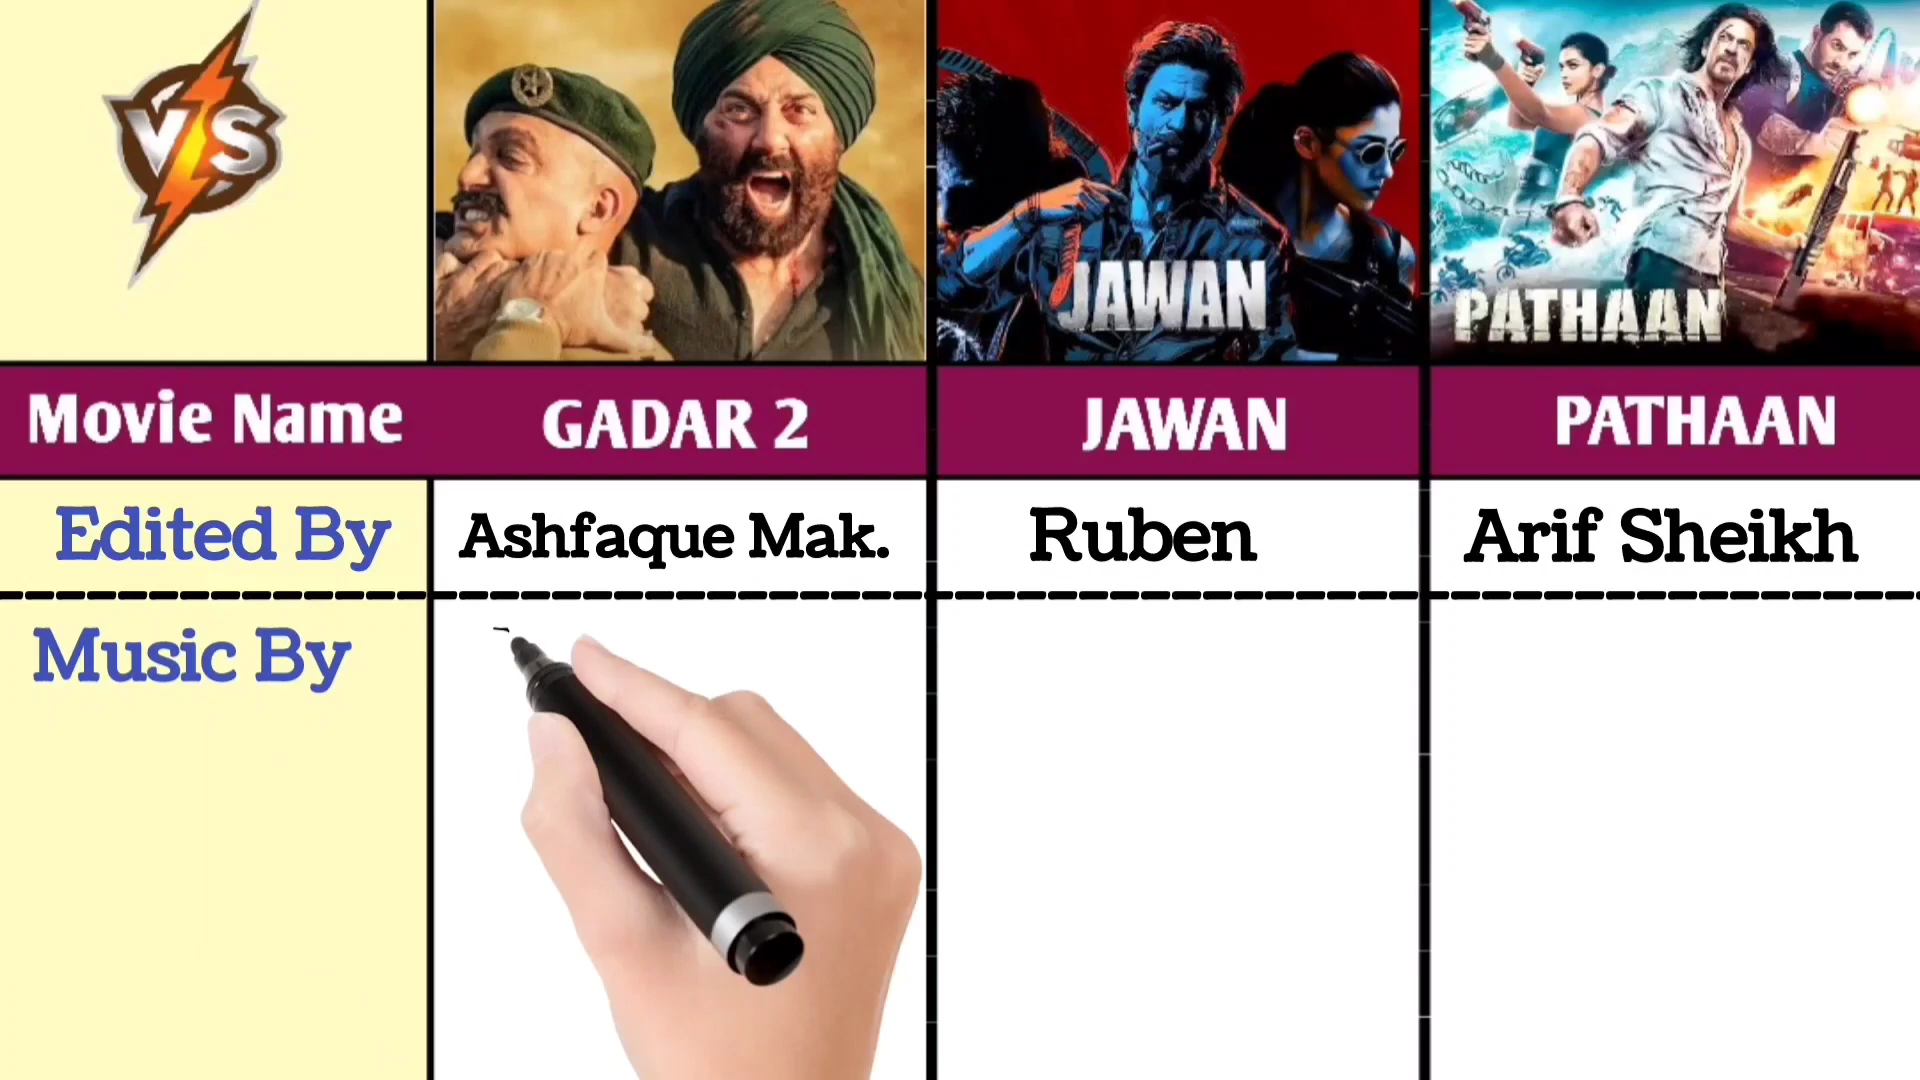 VS
JAWAN
PATHAAN
Movie Name GADAR 2 JAWAN PATHAAN
Edited By Ashfaque Mak. Ruben Arif Sheikh
Music By